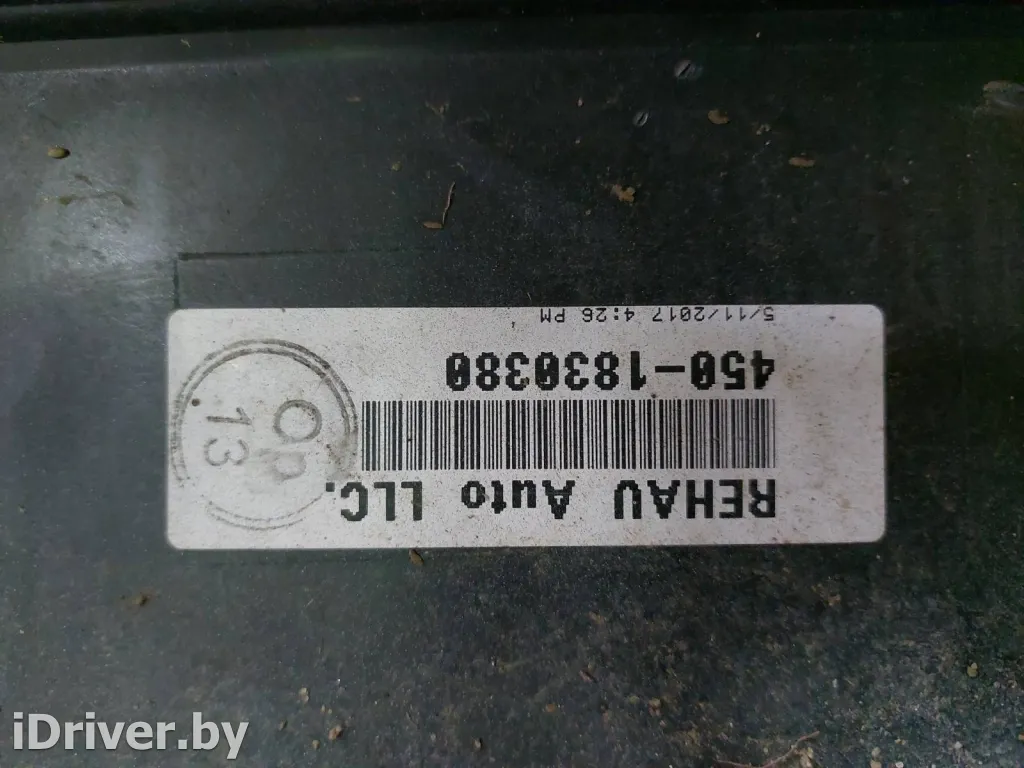 REHAU Auto LLC.
450-1830380
5/11/2017 4:26 PM
13
iDriver.by